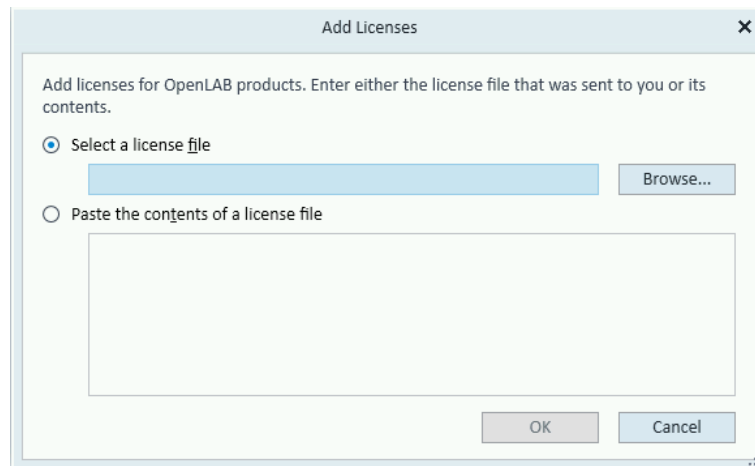 Add Licenses
Add licenses for OpenLAB products. Enter either the license file that was sent to you or its
contents.
Select a license file
Browse...
Paste the contents of a license file
OK
Cancel